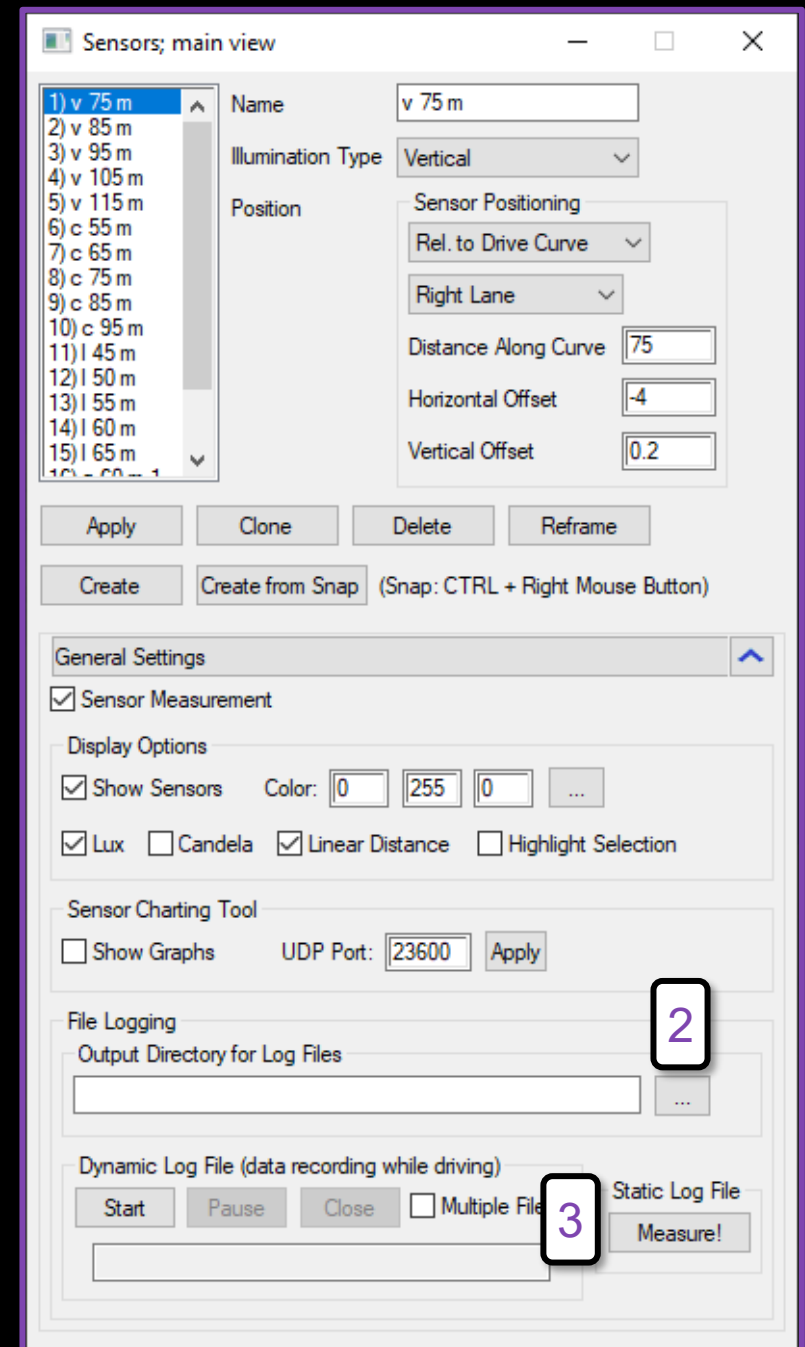 Sensors; main view
1) v 75 m
2) v 85 m
3) v 95 m
4) v 105 m
5) v 115 m
6) c 55 m
7) c 65 m
8) c 75 m
9) c 85 m
10) c 95 m
11) l 45 m
12) l 50 m
13) l 55 m
14) l 60 m
15) l 65 m
Name
v 75 m
Illumination Type
Vertical
Position
Sensor Positioning
Rel. to Drive Curve
Right Lane
Distance Along Curve 75
Horizontal Offset -4
Vertical Offset 0.2
Apply Clone Delete Reframe
Create Create from Snap (Snap: CTRL + Right Mouse Button)
General Settings
Sensor Measurement
Display Options
Show Sensors Color: 0 255 0 ...
Lux Candela Linear Distance Highlight Selection
Sensor Charting Tool
Show Graphs UDP Port: 23600 Apply
File Logging
2
Output Directory for Log Files
...
Dynamic Log File (data recording while driving)
Start Pause Close Multiple File
3
Static Log File
Measure!